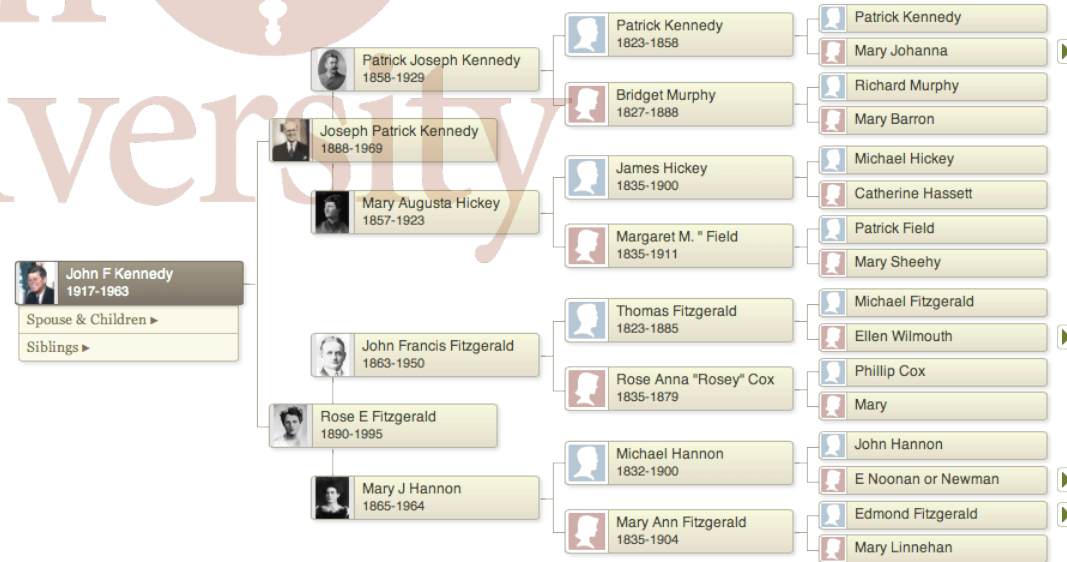 versity
John F Kennedy
1917-1963
Spouse & Children ▸
Siblings ▸
Joseph Patrick Kennedy
1888-1969
Rose E Fitzgerald
1890-1995
Patrick Joseph Kennedy
1858-1929
Mary Augusta Hickey
1857-1923
John Francis Fitzgerald
1863-1950
Mary J Hannon
1865-1964
Patrick Kennedy
1823-1858
Bridget Murphy
1827-1888
James Hickey
1835-1900
Margaret M. " Field
1835-1911
Thomas Fitzgerald
1823-1885
Rose Anna "Rosey" Cox
1835-1879
Michael Hannon
1832-1900
Mary Ann Fitzgerald
1835-1904
Patrick Kennedy
Mary Johanna
Richard Murphy
Mary Barron
Michael Hickey
Catherine Hassett
Patrick Field
Mary Sheehy
Michael Fitzgerald
Ellen Wilmouth
Phillip Cox
Mary
John Hannon
E Noonan or Newman
Edmond Fitzgerald
Mary Linnehan